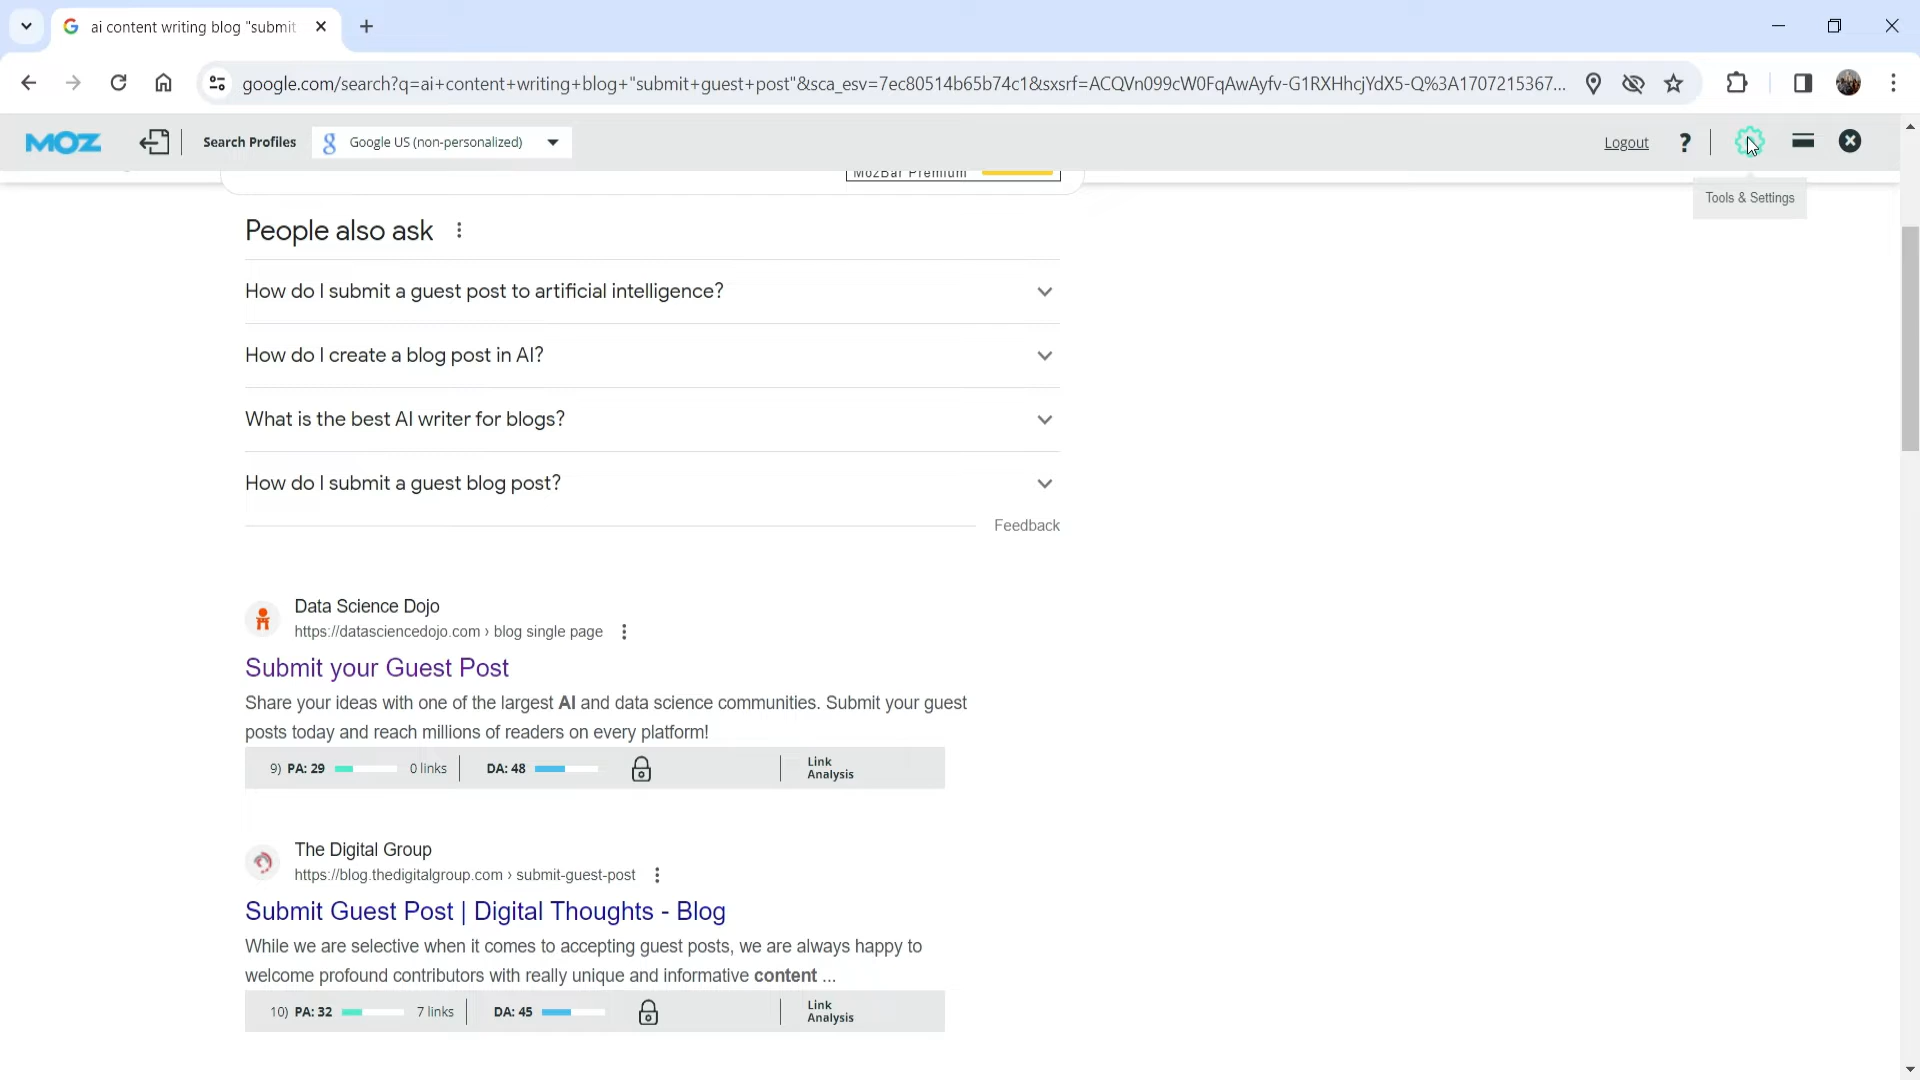 ai content writing blog "submit
google.com/search?q=ai+content+writing+blog+"submit+guest+post"&sca_esv=7ec80514b65b74c1&sxsrf=ACQVn099cW0FqAwAyfv-G1RXHhcjYdX5-Q%3A1707215367...
MOZ
Search Profiles
Google US (non-personalized)
Logout
?
Tools & Settings
MozBar Premium
People also ask
How do I submit a guest post to artificial intelligence?
How do I create a blog post in AI?
What is the best AI writer for blogs?
How do I submit a guest blog post?
Feedback
Data Science Dojo
https://datasciencedojo.com › blog single page
Submit your Guest Post
Share your ideas with one of the largest AI and data science communities. Submit your guest
posts today and reach millions of readers on every platform!
9) PA: 29 0 links DA: 48 Link
Analysis
The Digital Group
https://blog.thedigitalgroup.com › submit-guest-post
Submit Guest Post | Digital Thoughts - Blog
While we are selective when it comes to accepting guest posts, we are always happy to
welcome profound contributors with really unique and informative content ...
10) PA: 32 7 links DA: 45 Link
Analysis